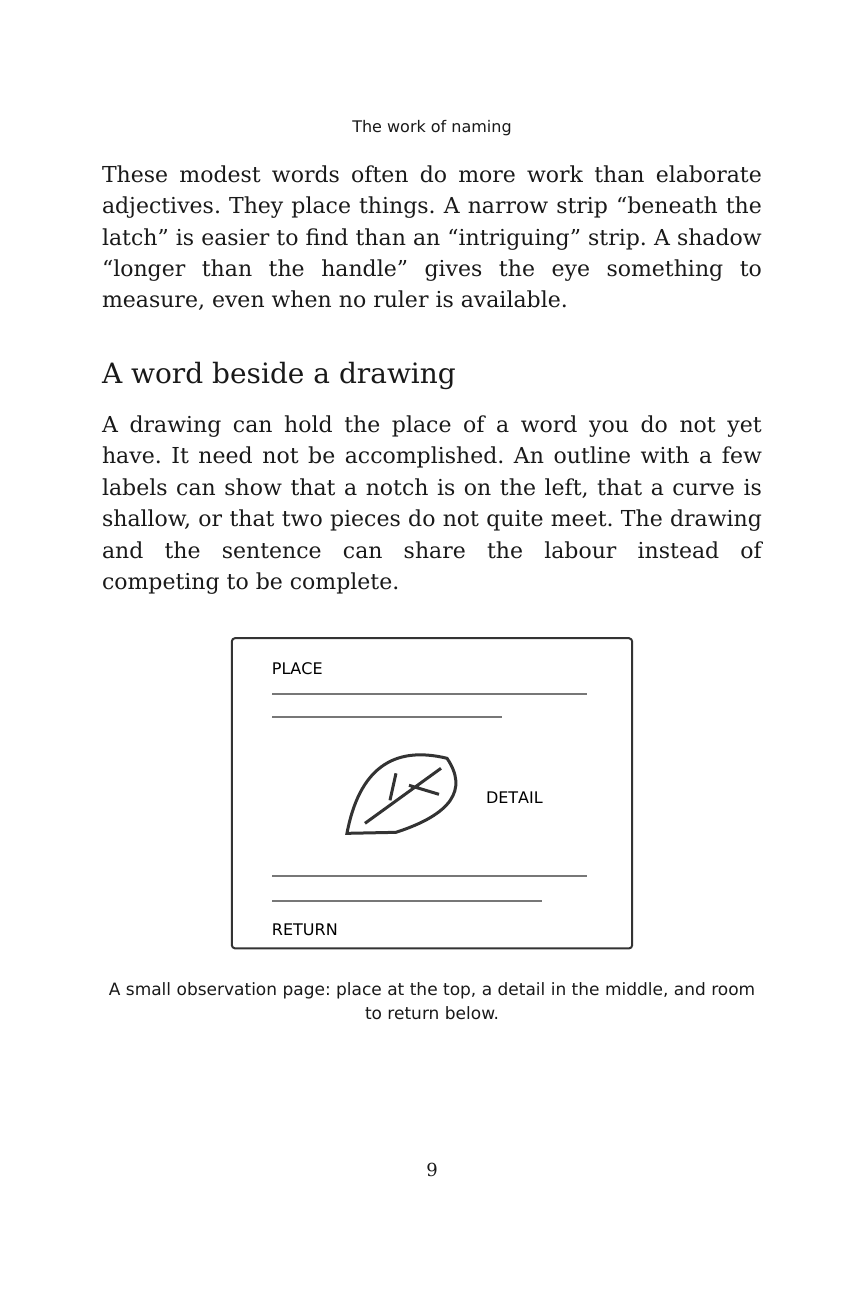 The work of naming
These modest words often do more work than elaborate
adjectives. They place things. A narrow strip “beneath the
latch” is easier to find than an “intriguing” strip. A shadow
“longer than the handle” gives the eye something to
measure, even when no ruler is available.
A word beside a drawing
A drawing can hold the place of a word you do not yet
have. It need not be accomplished. An outline with a few
labels can show that a notch is on the left, that a curve is
shallow, or that two pieces do not quite meet. The drawing
and the sentence can share the labour instead of
competing to be complete.
PLACE
DETAIL
RETURN
A small observation page: place at the top, a detail in the middle, and room
to return below.
9